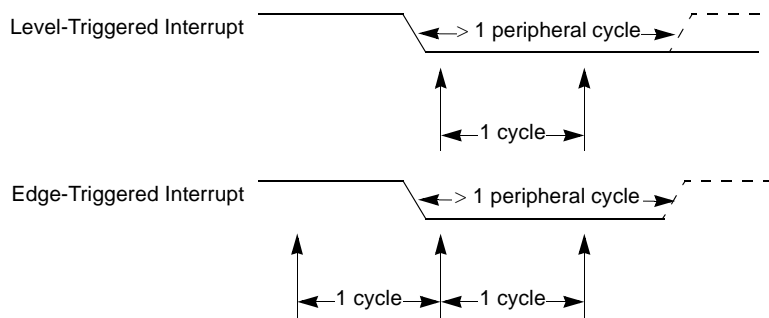 Level-Triggered Interrupt
> 1 peripheral cycle
1 cycle
Edge-Triggered Interrupt
> 1 peripheral cycle
1 cycle
1 cycle